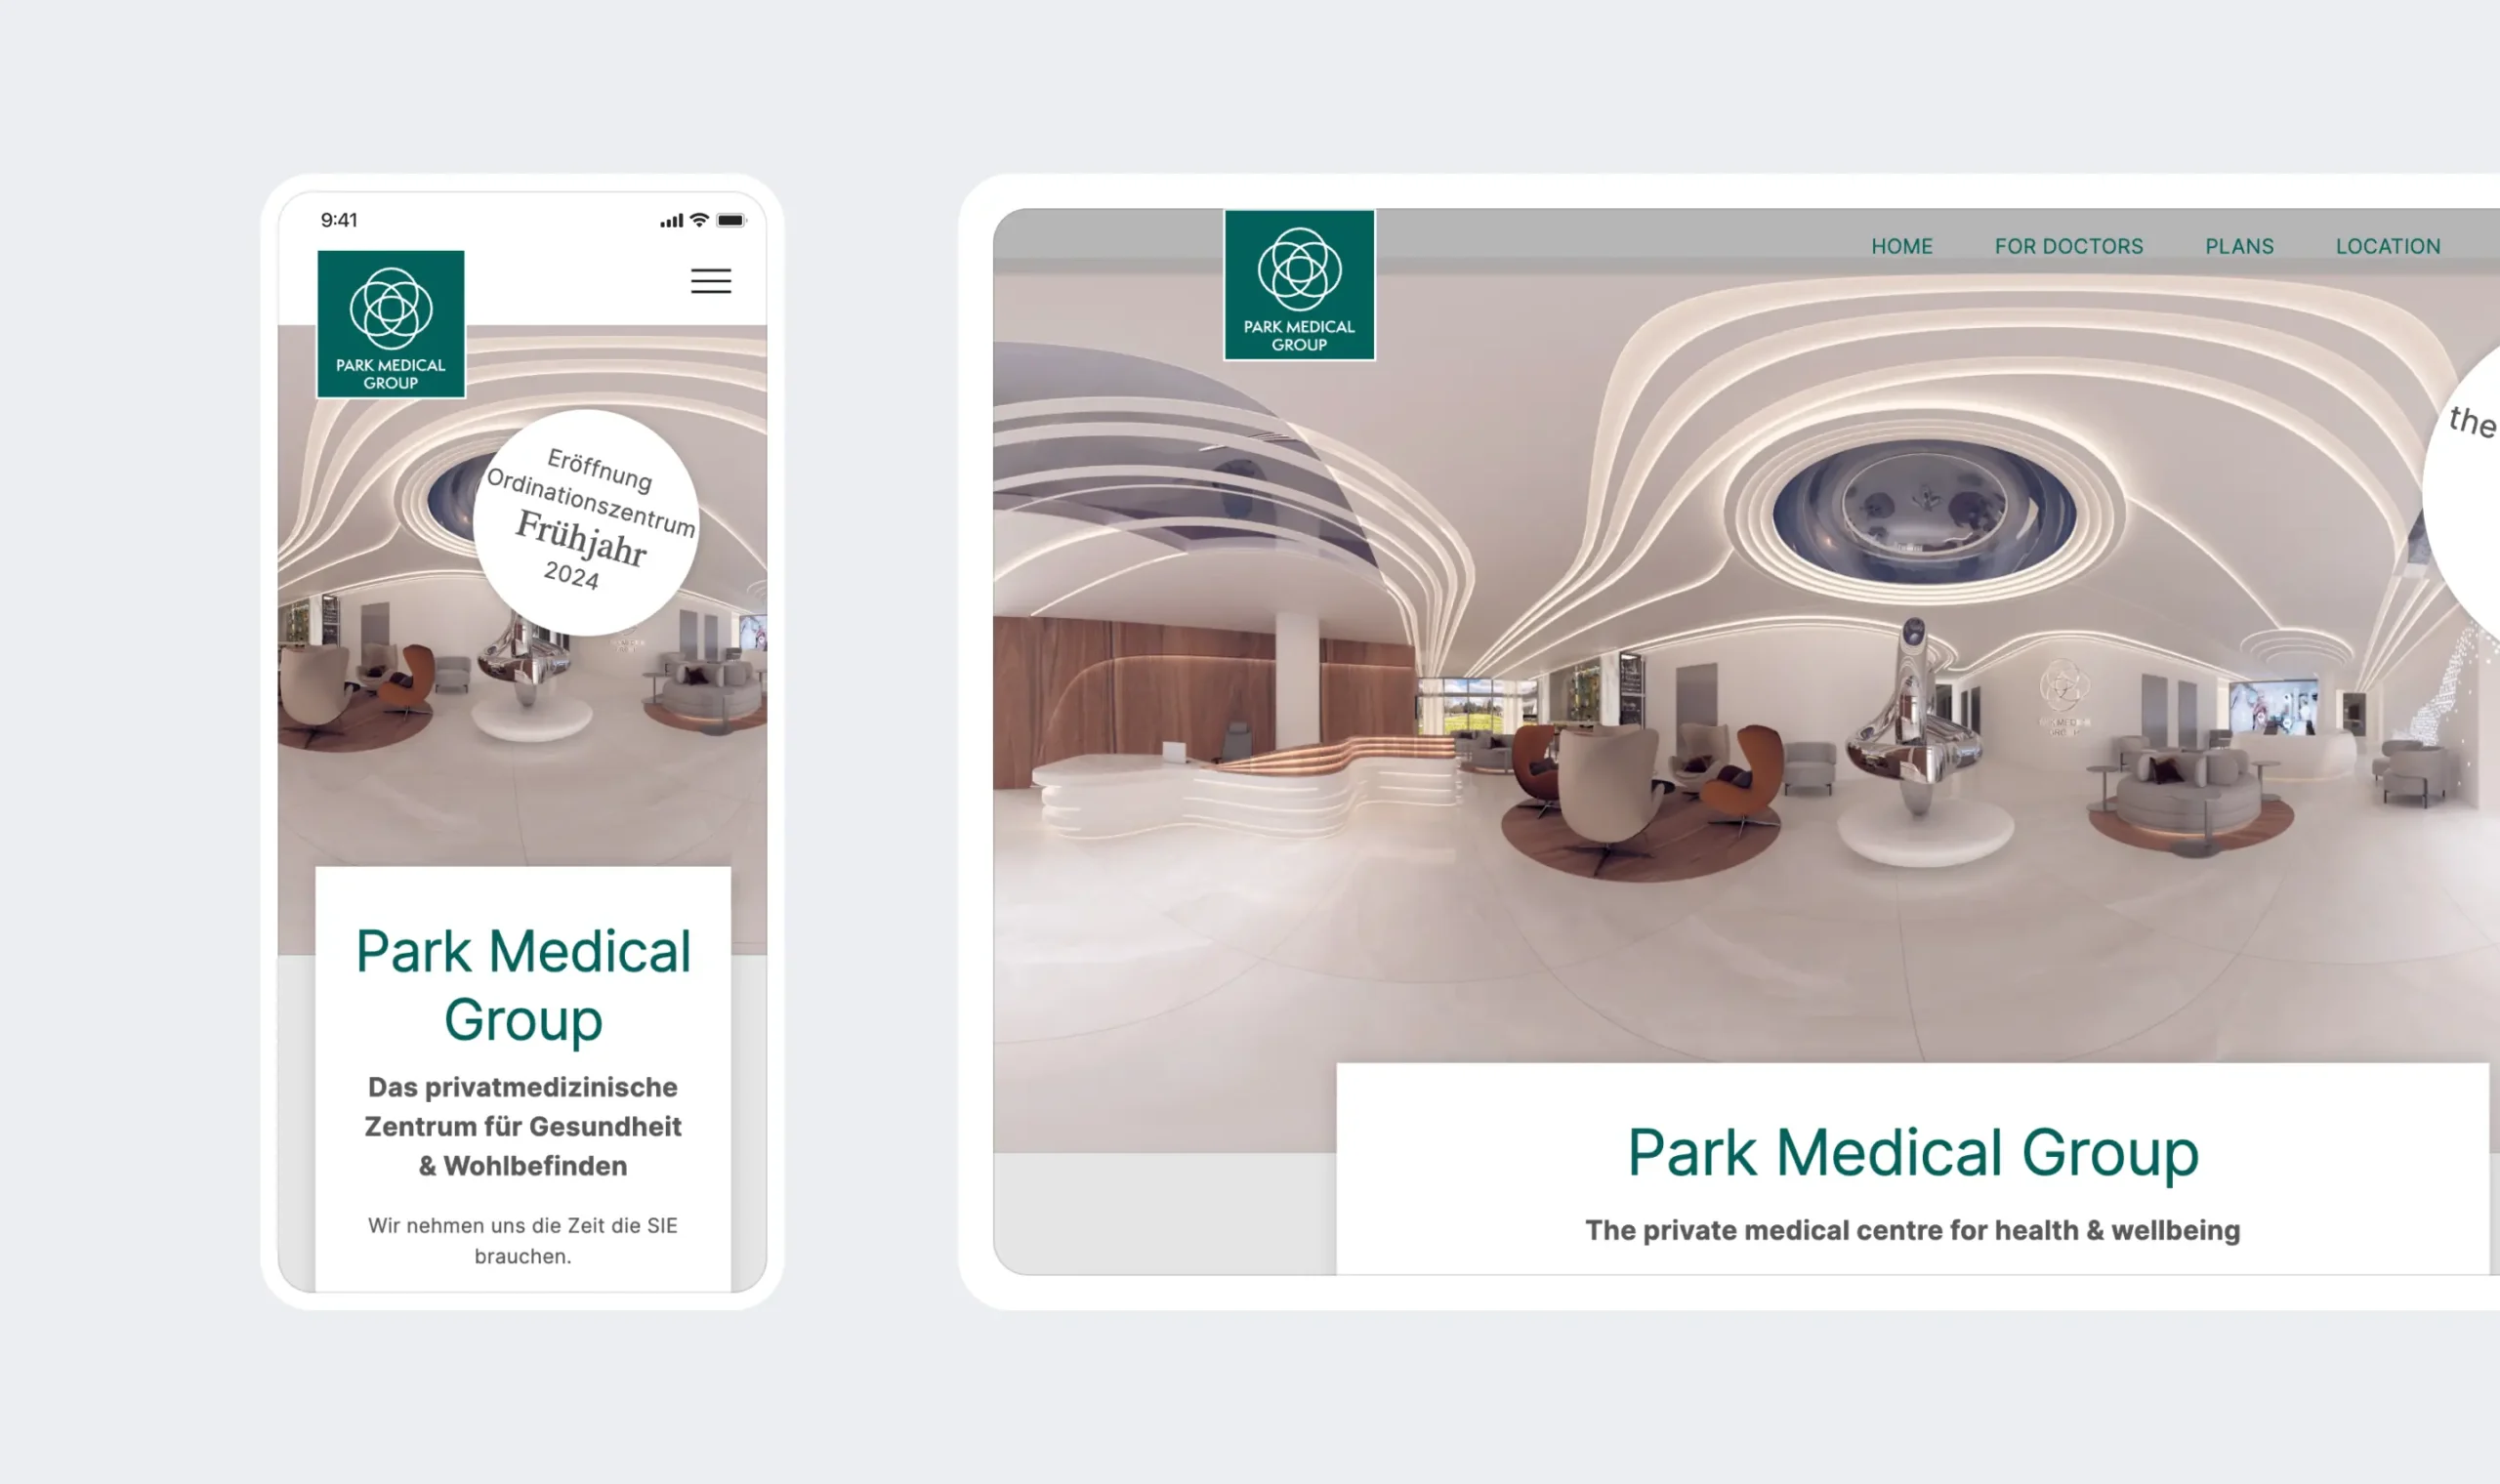 9:41
PARK MEDICAL
GROUP
Eröffnung
Ordinationszentrum
Frühjahr
2024
Park Medical
Group
Das privatmedizinische
Zentrum für Gesundheit
& Wohlbefinden
Wir nehmen uns die Zeit die SIE
brauchen.
PARK MEDICAL
GROUP
HOME FOR DOCTORS PLANS LOCATION
the
Park Medical Group
The private medical centre for health & wellbeing